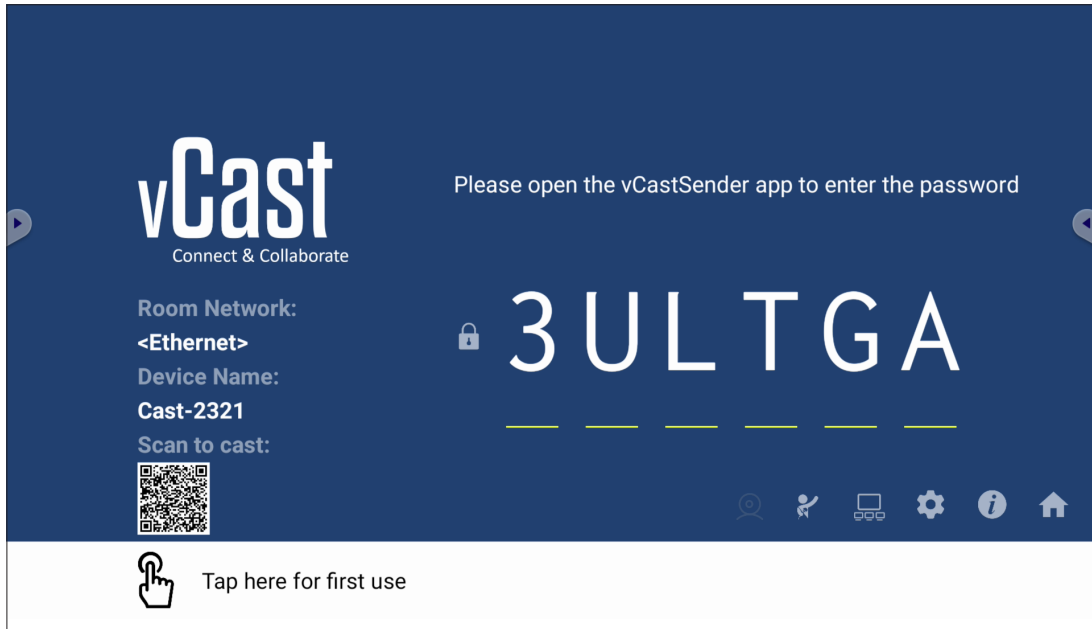 vCast
Connect & Collaborate
Please open the vCastSender app to enter the password
Room Network:
<Ethernet>
Device Name:
Cast-2321
Scan to cast:
3ULTGA
Tap here for first use